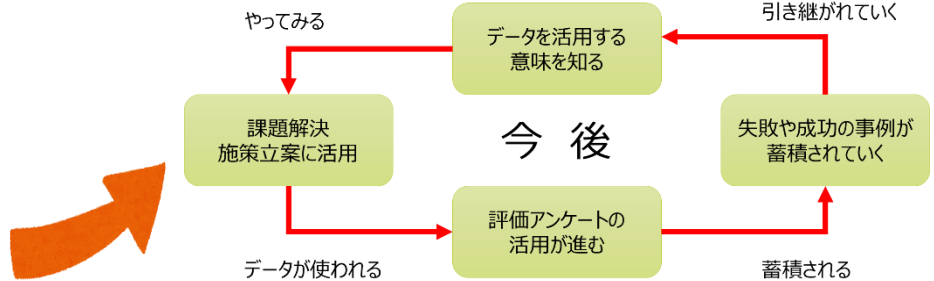 やってみる
引き継がれていく
データを活用する
意味を知る
課題解決
施策立案に活用
今後
失敗や成功の事例が
蓄積されていく
評価アンケートの
活用が進む
データが使われる
蓄積される